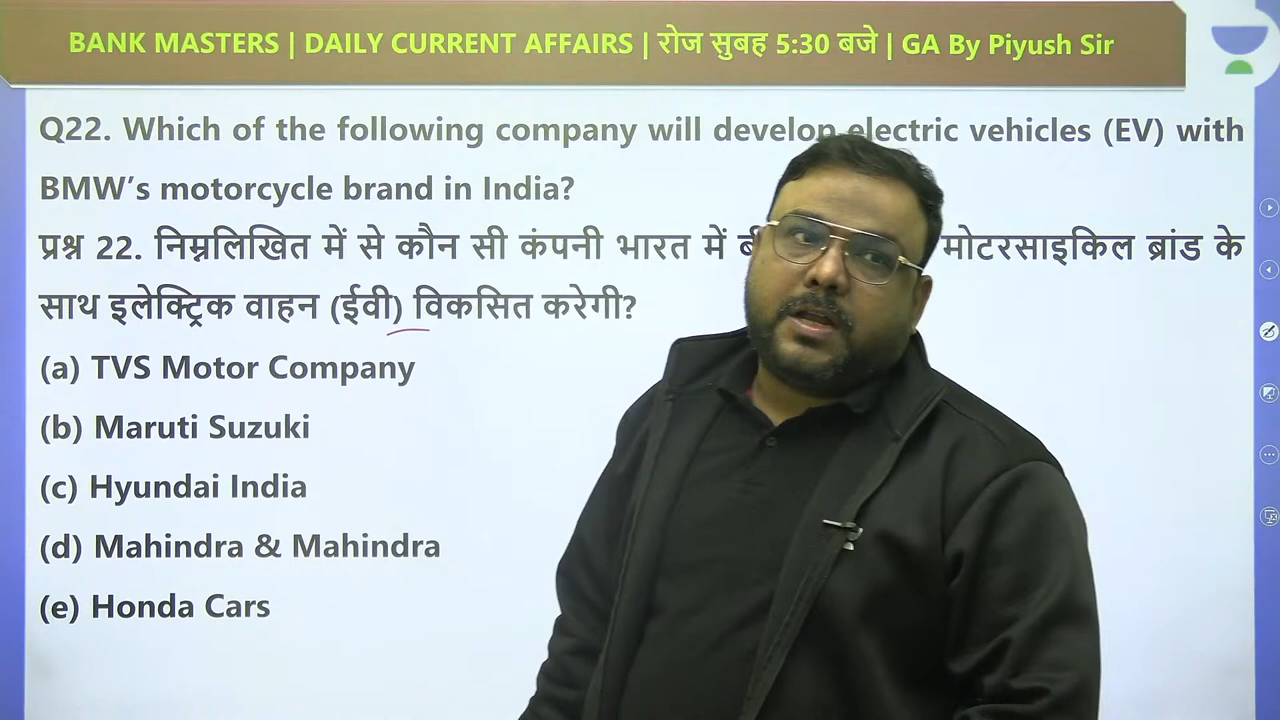 BANK MASTERS | DAILY CURRENT AFFAIRS | रोज सुबह 5:30 बजे | GA By Piyush Sir
Q22. Which of the following company will develop electric vehicles (EV) with
BMW’s motorcycle brand in India?
प्रश्न 22. निम्नलिखित में से कौन सी कंपनी भारत में मोटरसाइकिल ब्रांड के
साथ इलेक्ट्रिक वाहन (ईवी) विकसित करेगी?
(a) TVS Motor Company
(b) Maruti Suzuki
(c) Hyundai India
(d) Mahindra & Mahindra
(e) Honda Cars